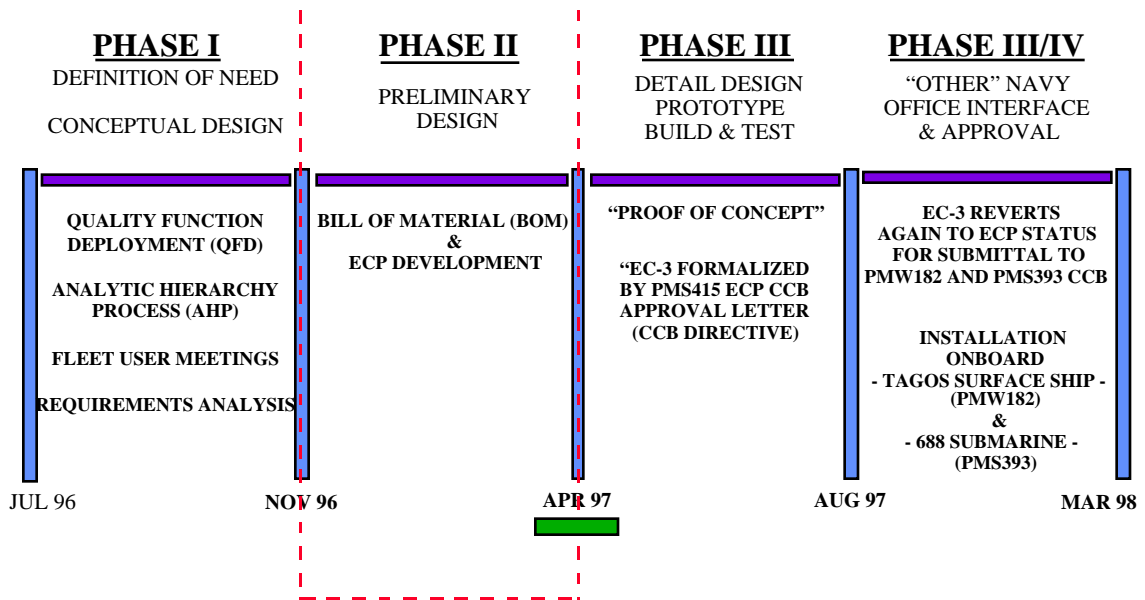 PHASE I
DEFINITION OF NEED
CONCEPTUAL DESIGN
QUALITY FUNCTION
DEPLOYMENT (QFD)
ANALYTIC HIERARCHY
PROCESS (AHP)
FLEET USER MEETINGS
REQUIREMENTS ANALYSIS
PHASE II
PRELIMINARY
DESIGN
BILL OF MATERIAL (BOM)
&
ECP DEVELOPMENT
PHASE III
DETAIL DESIGN
PROTOTYPE
BUILD & TEST
“PROOF OF CONCEPT”
“EC-3 FORMALIZED
BY PMS415 ECP CCB
APPROVAL LETTER
(CCB DIRECTIVE)
PHASE III/IV
“OTHER” NAVY
OFFICE INTERFACE
& APPROVAL
EC-3 REVERTS
AGAIN TO ECP STATUS
FOR SUBMITTAL TO
PMW182 AND PMS393 CCB
INSTALLATION
ONBOARD
- TAGOS SURFACE SHIP -
(PMW182)
&
- 688 SUBMARINE -
(PMS393)
JUL 96
NOV 96
APR 97
AUG 97
MAR 98